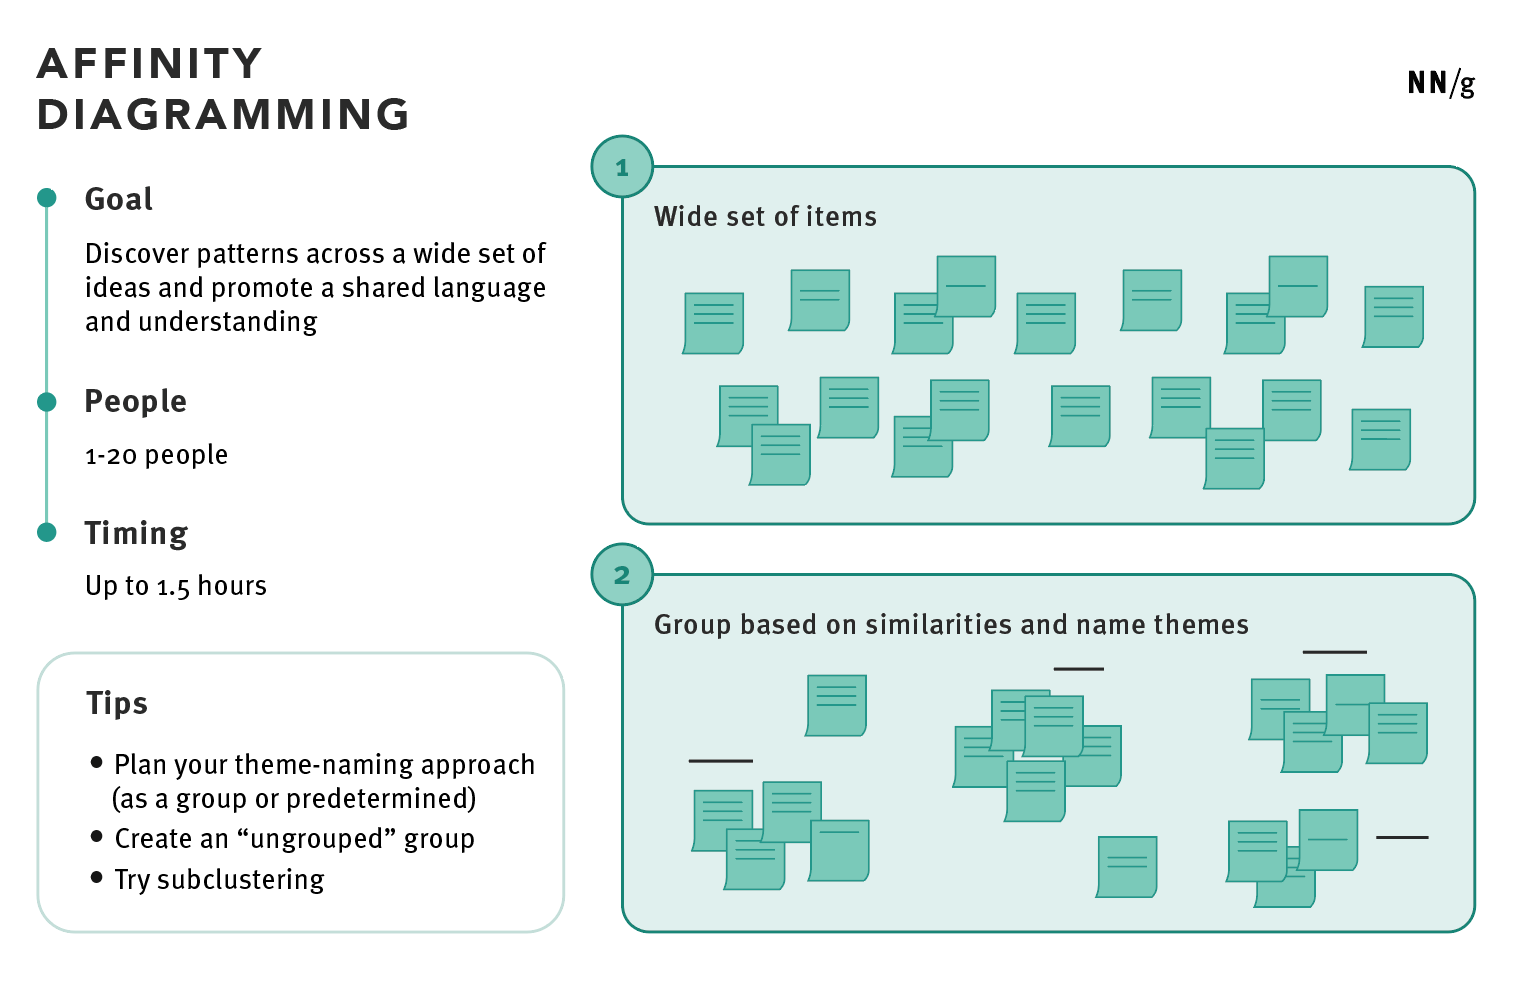 AFFINITY
DIAGRAMMING
NN/g
Goal
Discover patterns across a wide set of
ideas and promote a shared language
and understanding
People
1-20 people
Timing
Up to 1.5 hours
Tips
• Plan your theme-naming approach
(as a group or predetermined)
• Create an “ungrouped” group
• Try subclustering
1
Wide set of items
2
Group based on similarities and name themes